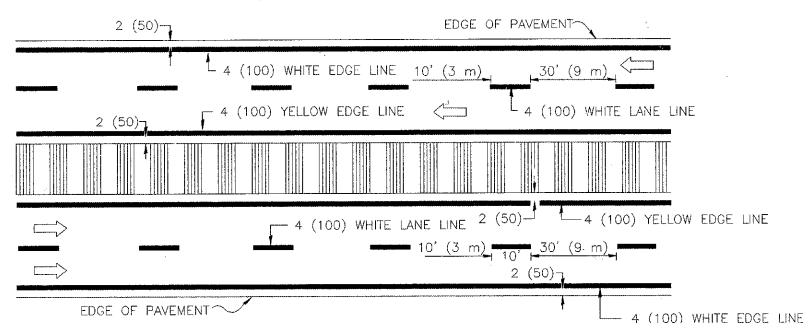 2 (50)
EDGE OF PAVEMENT
4 (100) WHITE EDGE LINE
10' (3 m)
30' (9 m)
4 (100) YELLOW EDGE LINE
4 (100) WHITE LANE LINE
2 (50)
4 (100) WHITE LANE LINE
2 (50)
4 (100) YELLOW EDGE LINE
10' (3 m)
30' (9 m)
10'
2 (50)
EDGE OF PAVEMENT
4 (100) WHITE EDGE LINE